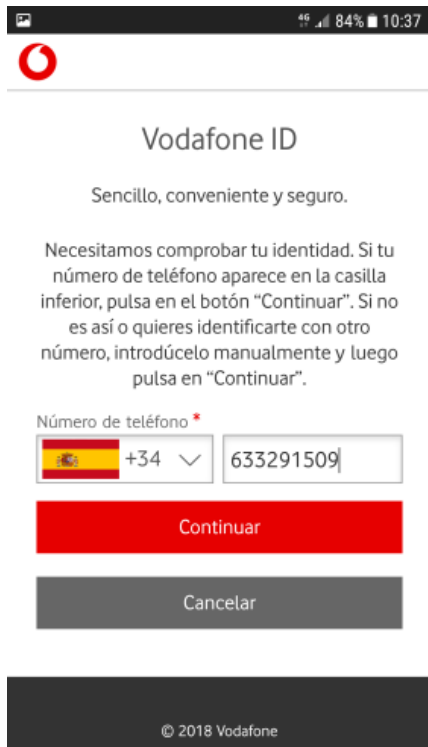 4G 84% 10:37
Vodafone ID
Sencillo, conveniente y seguro.
Necesitamos comprobar tu identidad. Si tu
número de teléfono aparece en la casilla
inferior, pulsa en el botón “Continuar”. Si no
es así o quieres identificarte con otro
número, introdúcelo manualmente y luego
pulsa en “Continuar”.
Número de teléfono *
+34 633291509
Continuar
Cancelar
© 2018 Vodafone